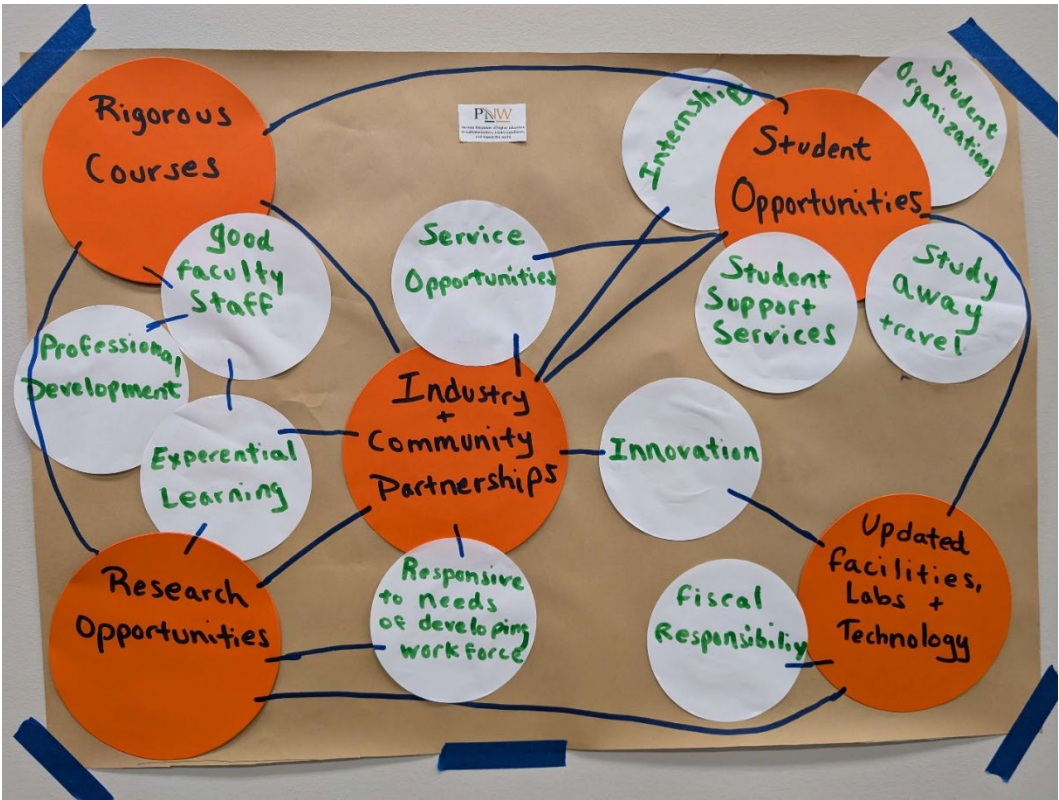 Rigorous
Courses
good
faculty
Staff
Professional
Development
Experential
Learning
Research
Opportunities
PNW
Service
Opportunities
Industry
+
Community
Partnerships
Responsive
to needs
of developing
workforce
Internships
Student
Organizations
Student
Opportunities
Student
Support
Services
Study
away
travel
Innovation
Updated
facilities,
Labs +
Technology
fiscal
Responsibility